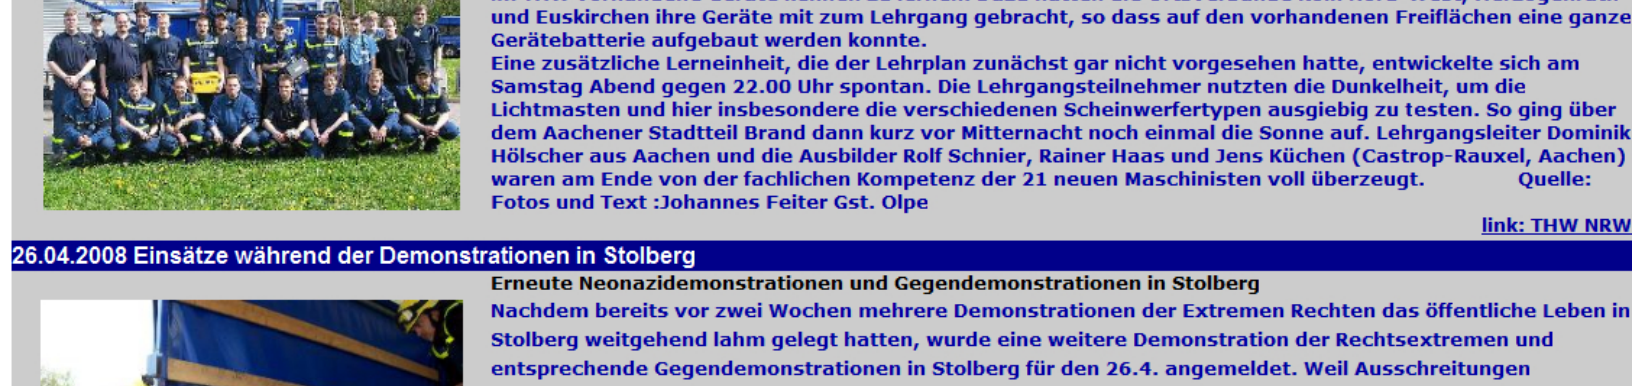 und Euskirchen ihre Geräte mit zum Lehrgang gebracht, so dass auf den vorhandenen Freiflächen eine ganze
Gerätebatterie aufgebaut werden konnte.
Eine zusätzliche Lerneinheit, die der Lehrplan zunächst gar nicht vorgesehen hatte, entwickelte sich am
Samstag Abend gegen 22.00 Uhr spontan. Die Lehrgangsteilnehmer nutzten die Dunkelheit, um die
Lichtmasten und hier insbesondere die verschiedenen Scheinwerfertypen ausgiebig zu testen. So ging über
dem Aachener Stadtteil Brand dann kurz vor Mitternacht noch einmal die Sonne auf. Lehrgangsleiter Dominik
Hölscher aus Aachen und die Ausbilder Rolf Schnier, Rainer Haas und Jens Küchen (Castrop-Rauxel, Aachen)
waren am Ende von der fachlichen Kompetenz der 21 neuen Maschinisten voll überzeugt. Quelle:
Fotos und Text :Johannes Feiter Gst. Olpe
link: THW NRW
26.04.2008 Einsätze während der Demonstrationen in Stolberg
Erneute Neonazidemonstrationen und Gegendemonstrationen in Stolberg
Nachdem bereits vor zwei Wochen mehrere Demonstrationen der Extremen Rechten das öffentliche Leben in
Stolberg weitgehend lahm gelegt hatten, wurde eine weitere Demonstration der Rechtsextremen und
entsprechende Gegendemonstrationen in Stolberg für den 26.4. angemeldet. Weil Ausschreitungen